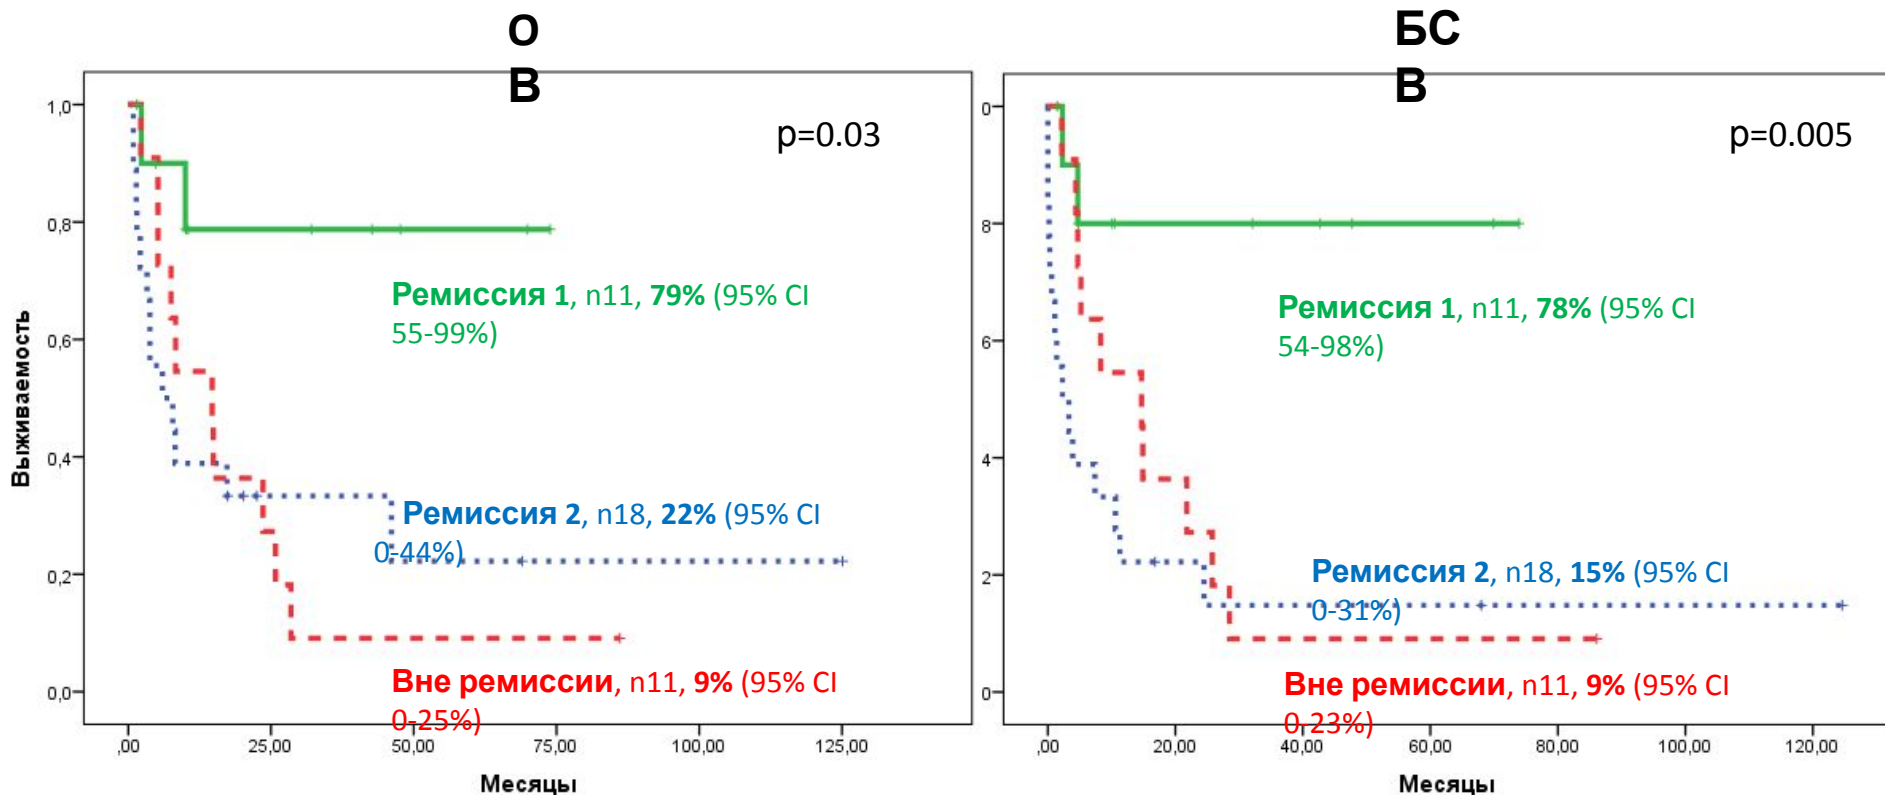 О
В
1,0
0,8
0,6
0,4
0,2
0,0
Выживаемость
p=0.03
Ремиссия 1, n11, 79% (95% CI
55-99%)
Ремиссия 2, n18, 22% (95% CI
0-44%)
Вне ремиссии, n11, 9% (95% CI
0-25%)
,00 25,00 50,00 75,00 100,00 125,00
Месяцы
БС
В
0
8
6
4
2
0
p=0.005
Ремиссия 1, n11, 78% (95% CI
54-98%)
Ремиссия 2, n18, 15% (95% CI
0-31%)
Вне ремиссии, n11, 9% (95% CI
0-23%)
,00 20,00 40,00 60,00 80,00 100,00 120,00
Месяцы